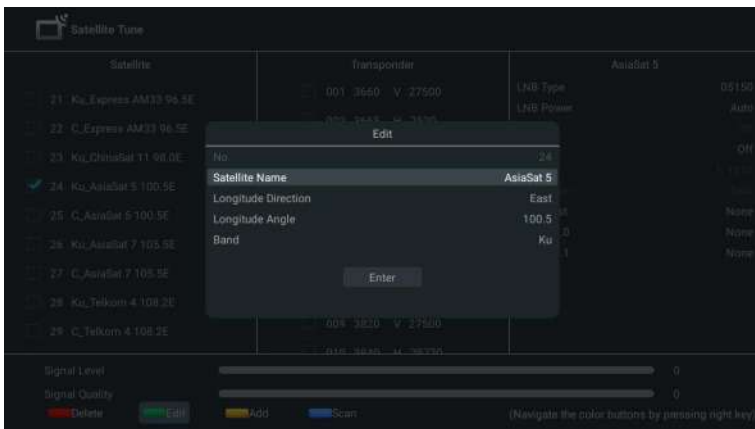 Satellite Tune
Satellite
Transponder
AsiaSat 5
21 Ku_Express AM33 96.5E
22 C_Express AM33 96.5E
23 Ku_ChinaSat 11 98.0E
24 Ku_AsiaSat 5 100.5E
25 C_AsiaSat 5 100.5E
26 Ku_AsiaSat 7 105.5E
27 C_AsiaSat 7 105.5E
28 Ku_Telkom 4 108.2E
29 C_Telkom 4 108.2E
001 3660 V 27500
009 3820 V 27500
LNB Type 05150
LNB Power Auto
Off
None
None
None
Edit
No 24
Satellite Name AsiaSat 5
Longitude Direction East
Longitude Angle 100.5
Band Ku
Enter
Signal Level 0
Signal Quality 0
Delete Edit Add Scan (Navigate the color buttons by pressing right key)